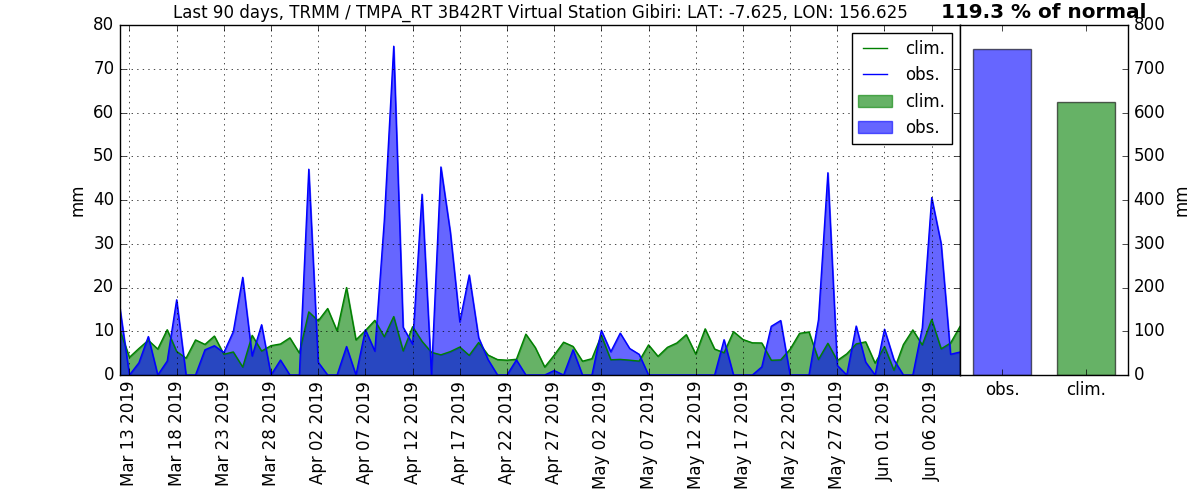 Last 90 days, TRMM / TMPA_RT 3B42RT Virtual Station Gibiri: LAT: -7.625, LON: 156.625
119.3 % of normal
80
70
60
50
40
30
20
10
0
mm
clim.
obs.
clim.
obs.
800
700
600
500
400
300
200
100
0
mm
obs.
clim.
Mar 13 2019
Mar 18 2019
Mar 23 2019
Mar 28 2019
Apr 02 2019
Apr 07 2019
Apr 12 2019
Apr 17 2019
Apr 22 2019
Apr 27 2019
May 02 2019
May 07 2019
May 12 2019
May 17 2019
May 22 2019
May 27 2019
Jun 01 2019
Jun 06 2019